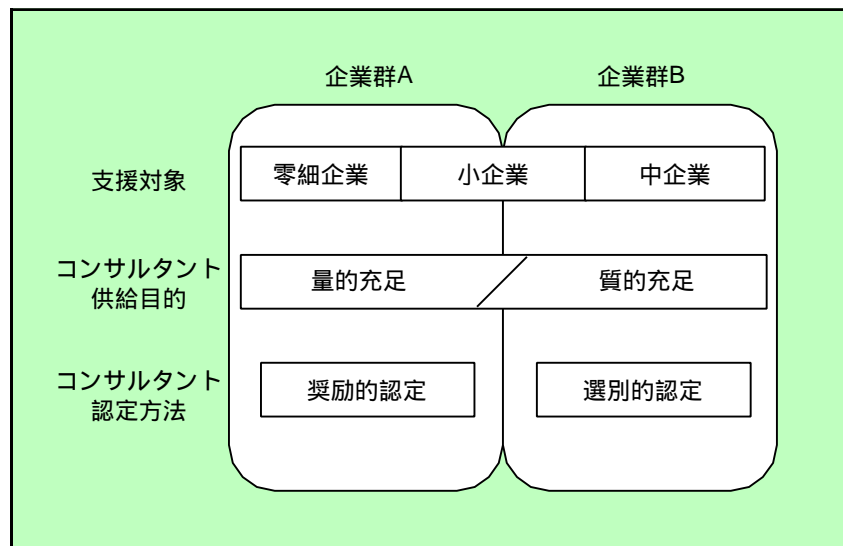 企業群A 企業群B
支援対象 零細企業 小企業 中企業
コンサルタント
供給目的
量的充足 質的充足
コンサルタント
認定方法
奨励的認定 選別的認定